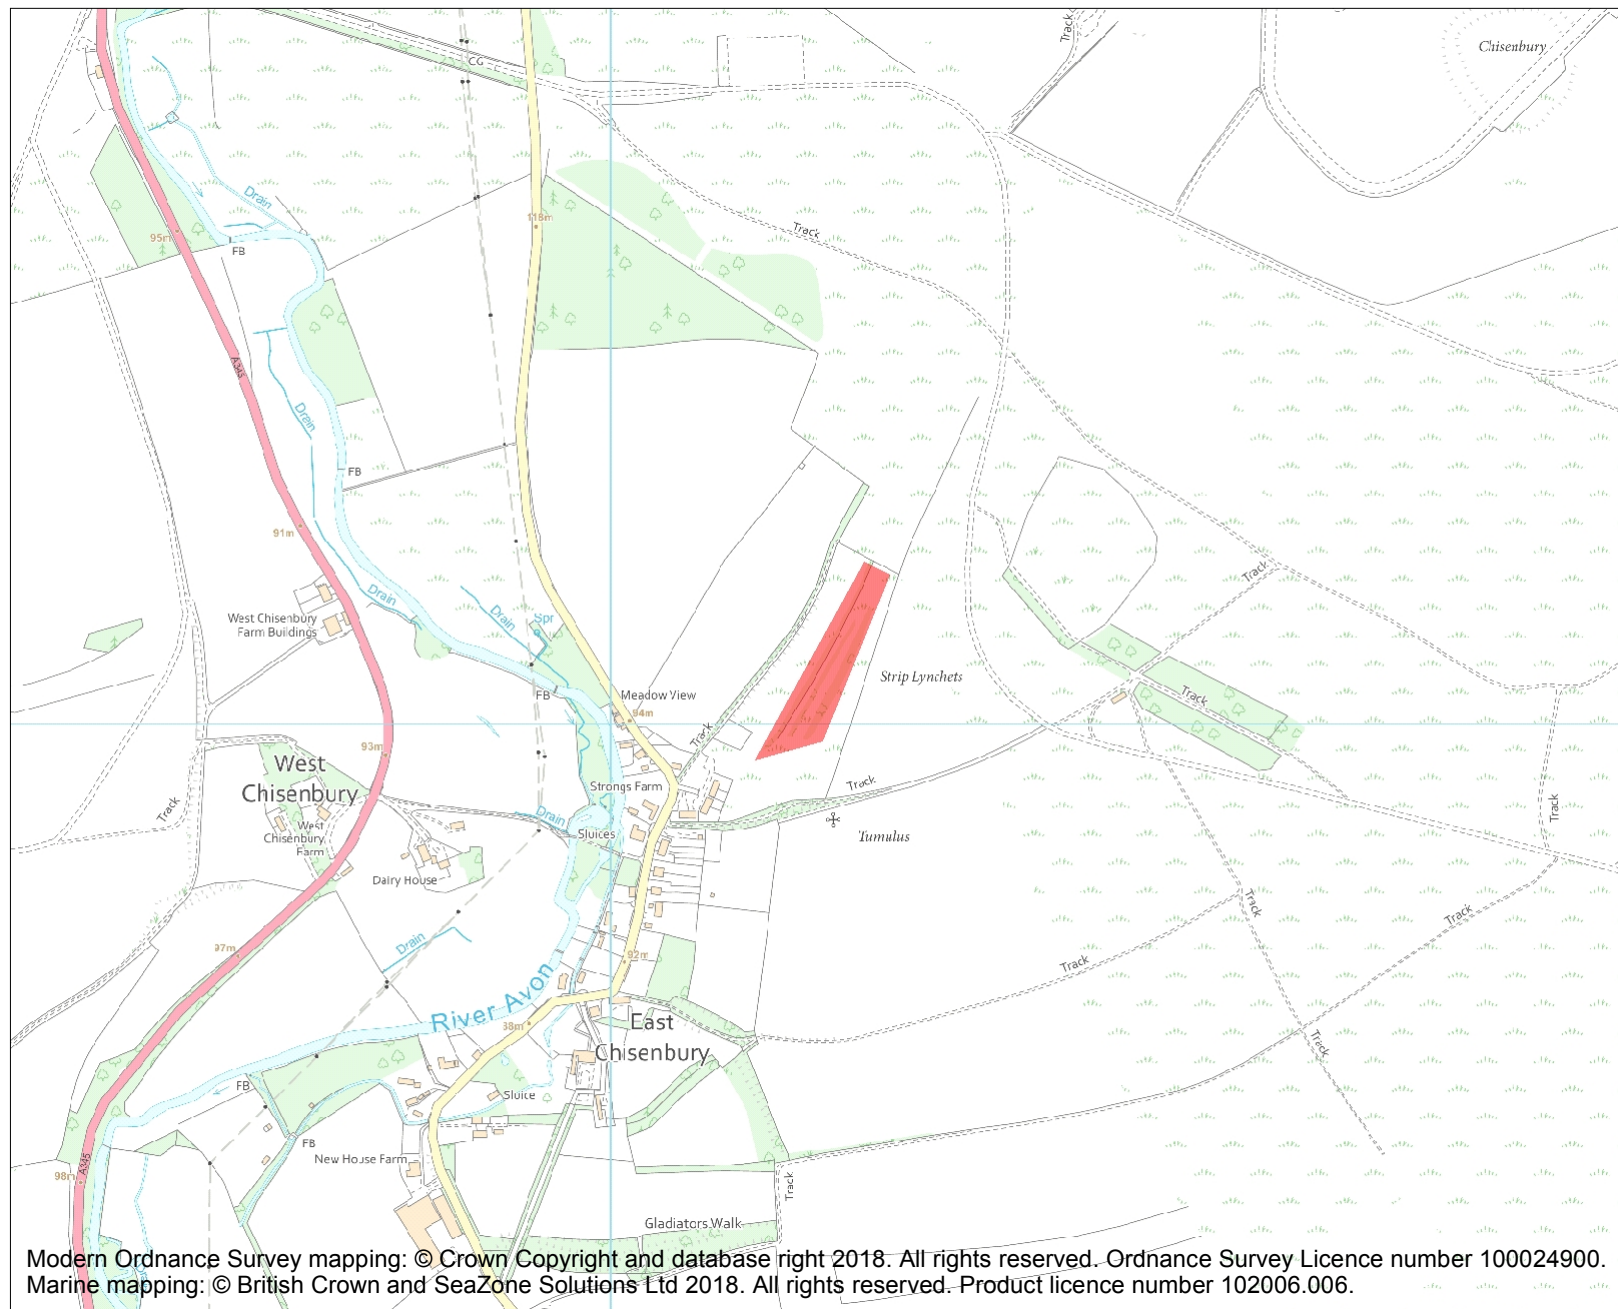 Chisenbury
Track
CG
Drain
118m
95m
FB
Track
A345
Drain
FB
91m
Track
Drain
West Chisenbury
Farm Buildings
Drain
Spr
FB
Meadow View
94m
Strip Lynchets
Track
Track
93m
West
Chisenbury
Strongs Farm
Track
Track
Track
Drain
Sluices
Tumulus
West
Chisenbury
Farm
Dairy House
Track
Track
97m
Drain
92m
Track
River Avon
38m
East
Chisenbury
Track
FB
Sluice
FB
New House Farm
98m
A345
Track
Gladiators Walk
Modern Ordnance Survey mapping: © Crown Copyright and database right 2018. All rights reserved. Ordnance Survey Licence number 100024900.
Marine mapping: © British Crown and SeaZone Solutions Ltd 2018. All rights reserved. Product licence number 102006.006.